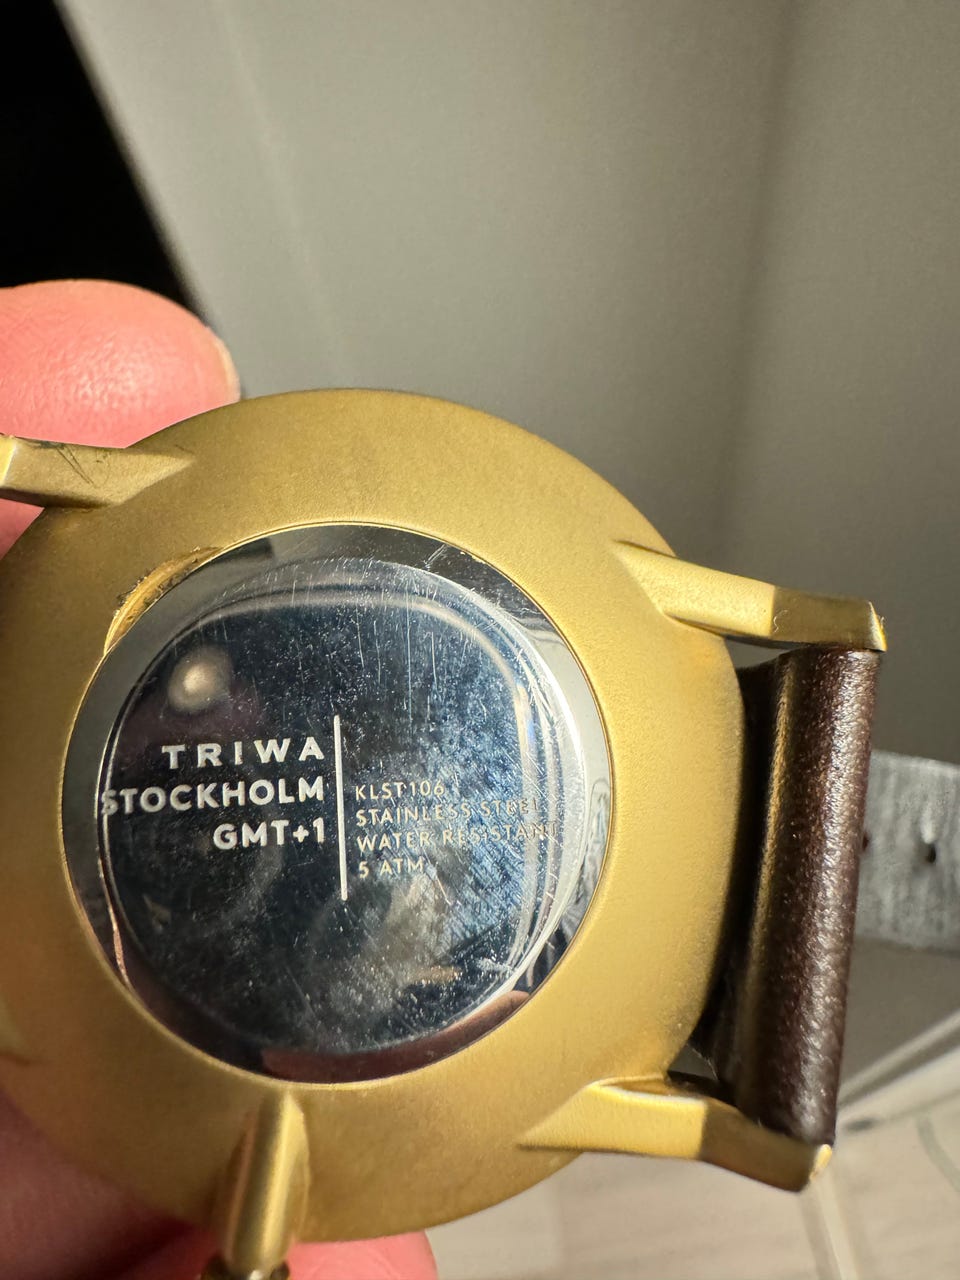 TRIWA
STOCKHOLM
GMT+1
KLST106
STAINLESS STEEL
WATER RESISTANT
5 ATM